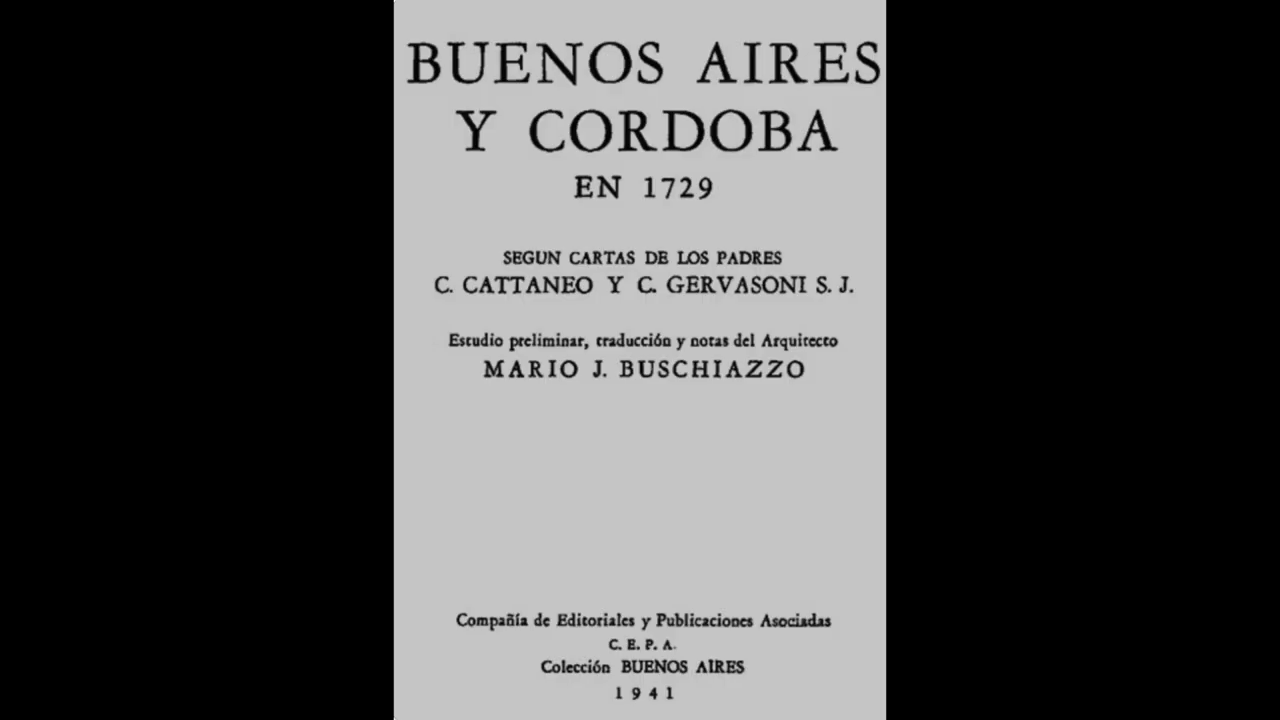 BUENOS AIRES
Y CORDOBA
EN 1729
SEGUN CARTAS DE LOS PADRES
C. CATTANEO Y C. GERVASONI S. J.
Estudio preliminar, traducción y notas del Arquitecto
MARIO J. BUSCHIAZZO
Compañía de Editoriales y Publicaciones Asociadas
C. E. P. A.
Colección BUENOS AIRES
1941